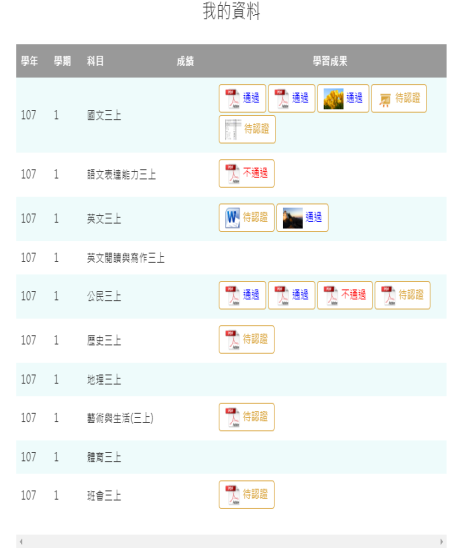 我的資料
學年 學期 科目 成績 學習成果
107 1 國文三上 通過 通過 通過 待認證
待認證
107 1 語文表達能力三上 不通過
107 1 英文三上 待認證 通過
107 1 英文閱讀與寫作三上
107 1 公民三上 通過 通過 不通過 待認證
107 1 歷史三上 待認證
107 1 地理三上
107 1 藝術與生活(三上) 待認證
107 1 體育三上
107 1 班會三上 待認證